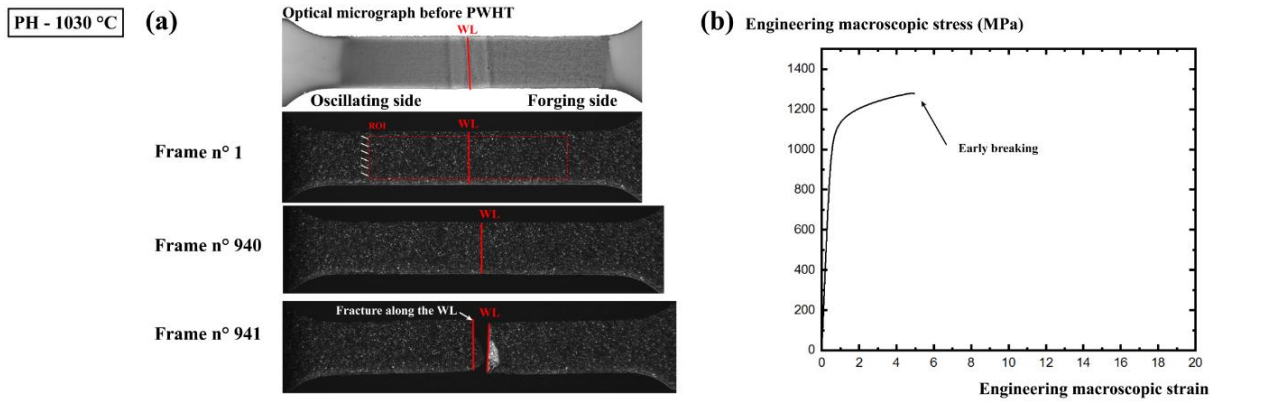 PH - 1030 °C
(a)
Optical micrograph before PWHT
WL
Oscillating side
Forging side
ROI
WL
Frame n° 1
WL
Frame n° 940
Fracture along the WL
WL
Frame n° 941
(b)
Engineering macroscopic stress (MPa)
1400
1200
1000
800
600
400
200
0
Early breaking
0 2 4 6 8 10 12 14 16 18 20
Engineering macroscopic strain